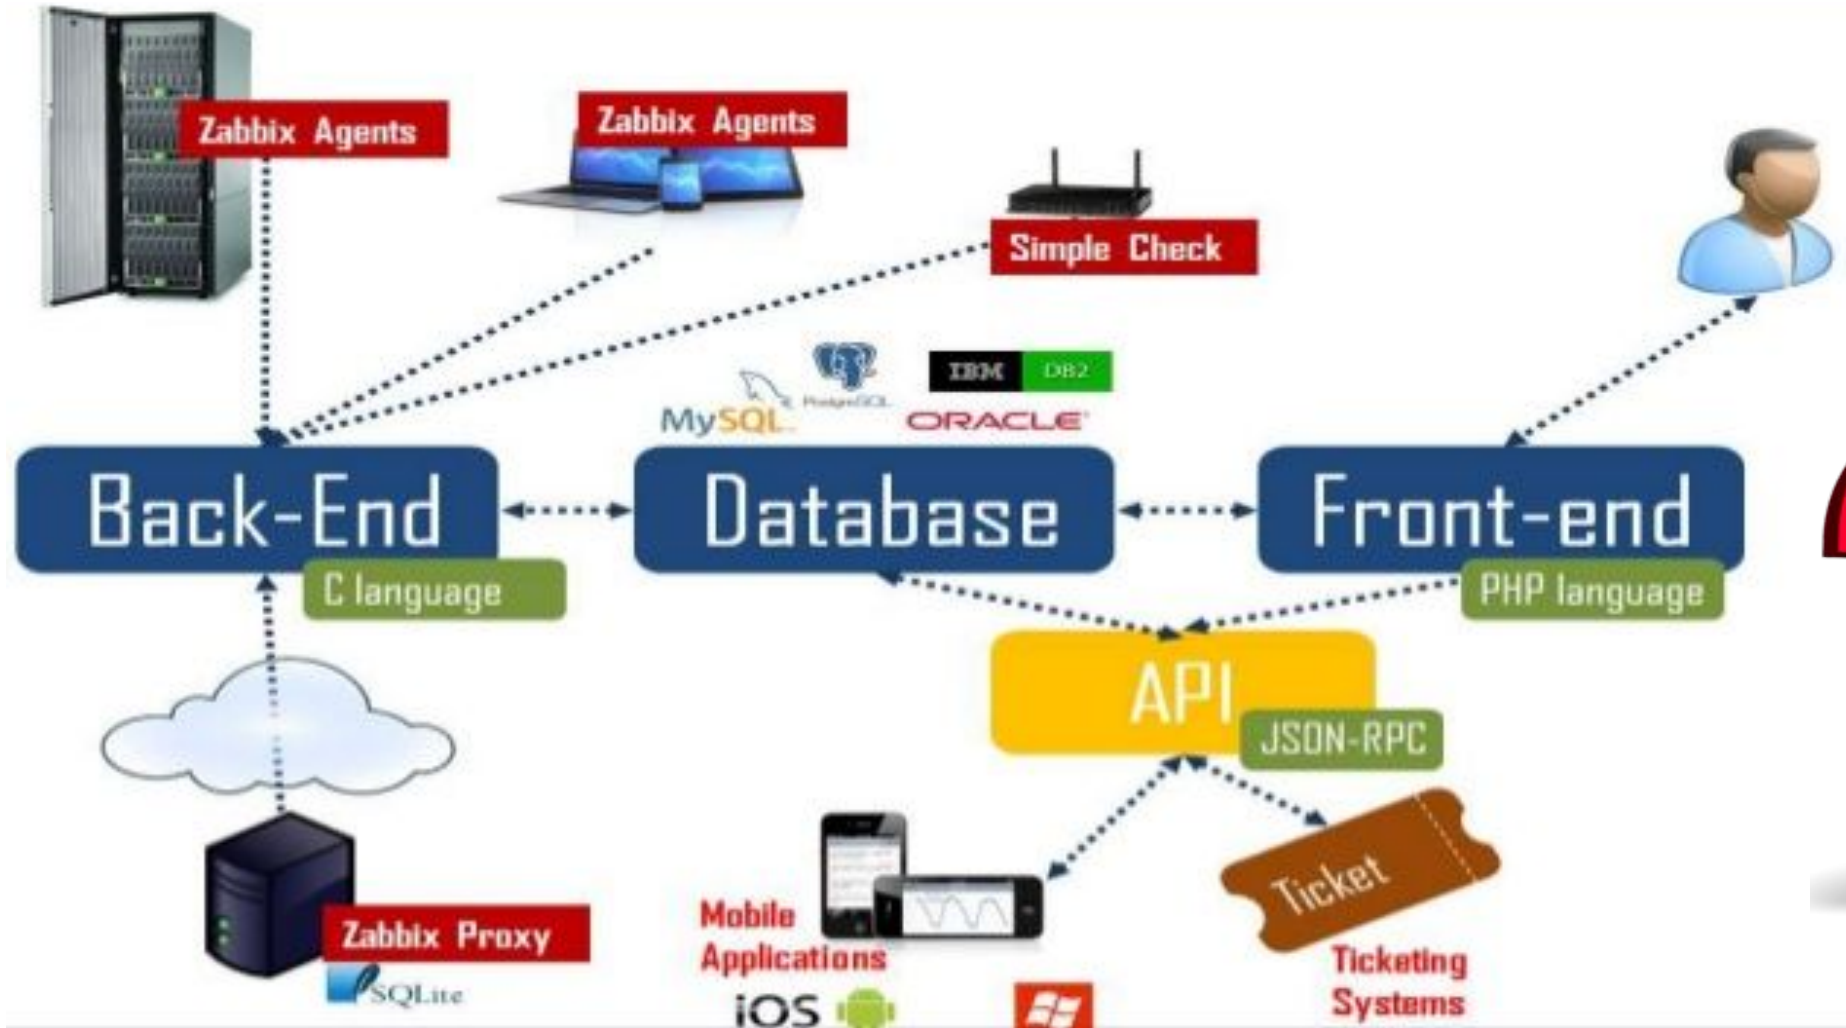 Zabbix Agents
Zabbix Agents
Simple Check
MySQL
PostgreSQL
IBM DB2
ORACLE
Back-End
C language
Database
Front-end
PHP language
API
JSON-RPC
Ticket
Zabbix Proxy
SQLite
Mobile
Applications
iOS
Ticketing
Systems